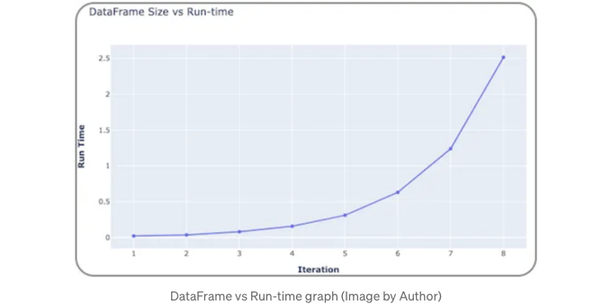 DataFrame Size vs Run-time
2.5
2
1.5
1
0.5
0
Run Time
1 2 3 4 5 6 7 8
Iteration
DataFrame vs Run-time graph (Image by Author)